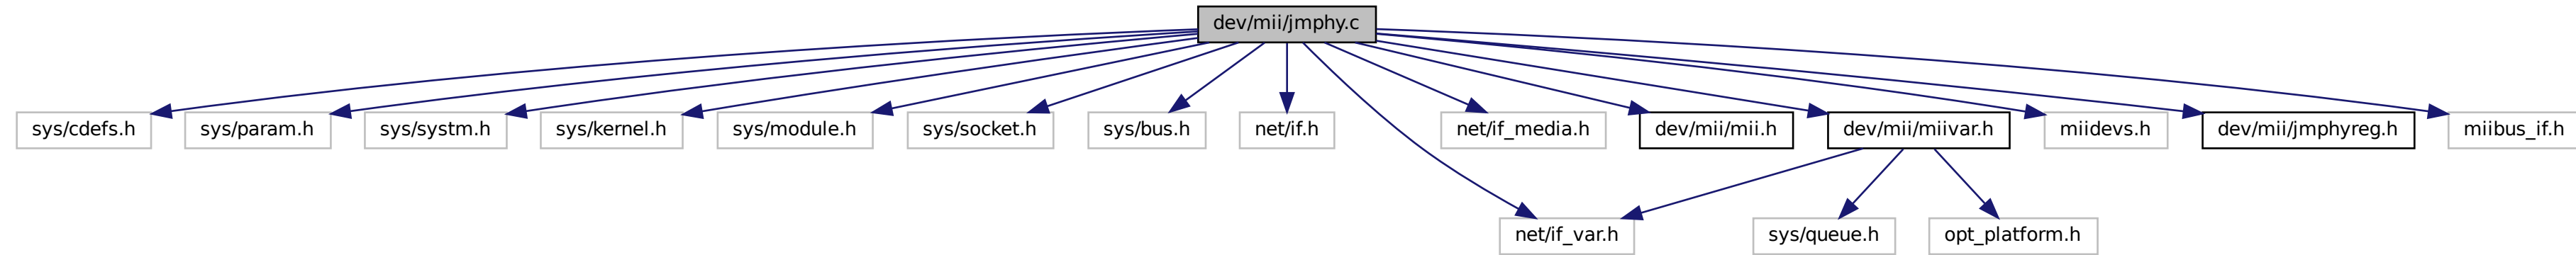 dev/mii/jmphy.c
sys/cdefs.h
sys/param.h
sys/systm.h
sys/kernel.h
sys/module.h
sys/socket.h
sys/bus.h
net/if.h
net/if_media.h
dev/mii/mii.h
dev/mii/miivar.h
miidevs.h
dev/mii/jmphyreg.h
miibus_if.h
net/if_var.h
sys/queue.h
opt_platform.h